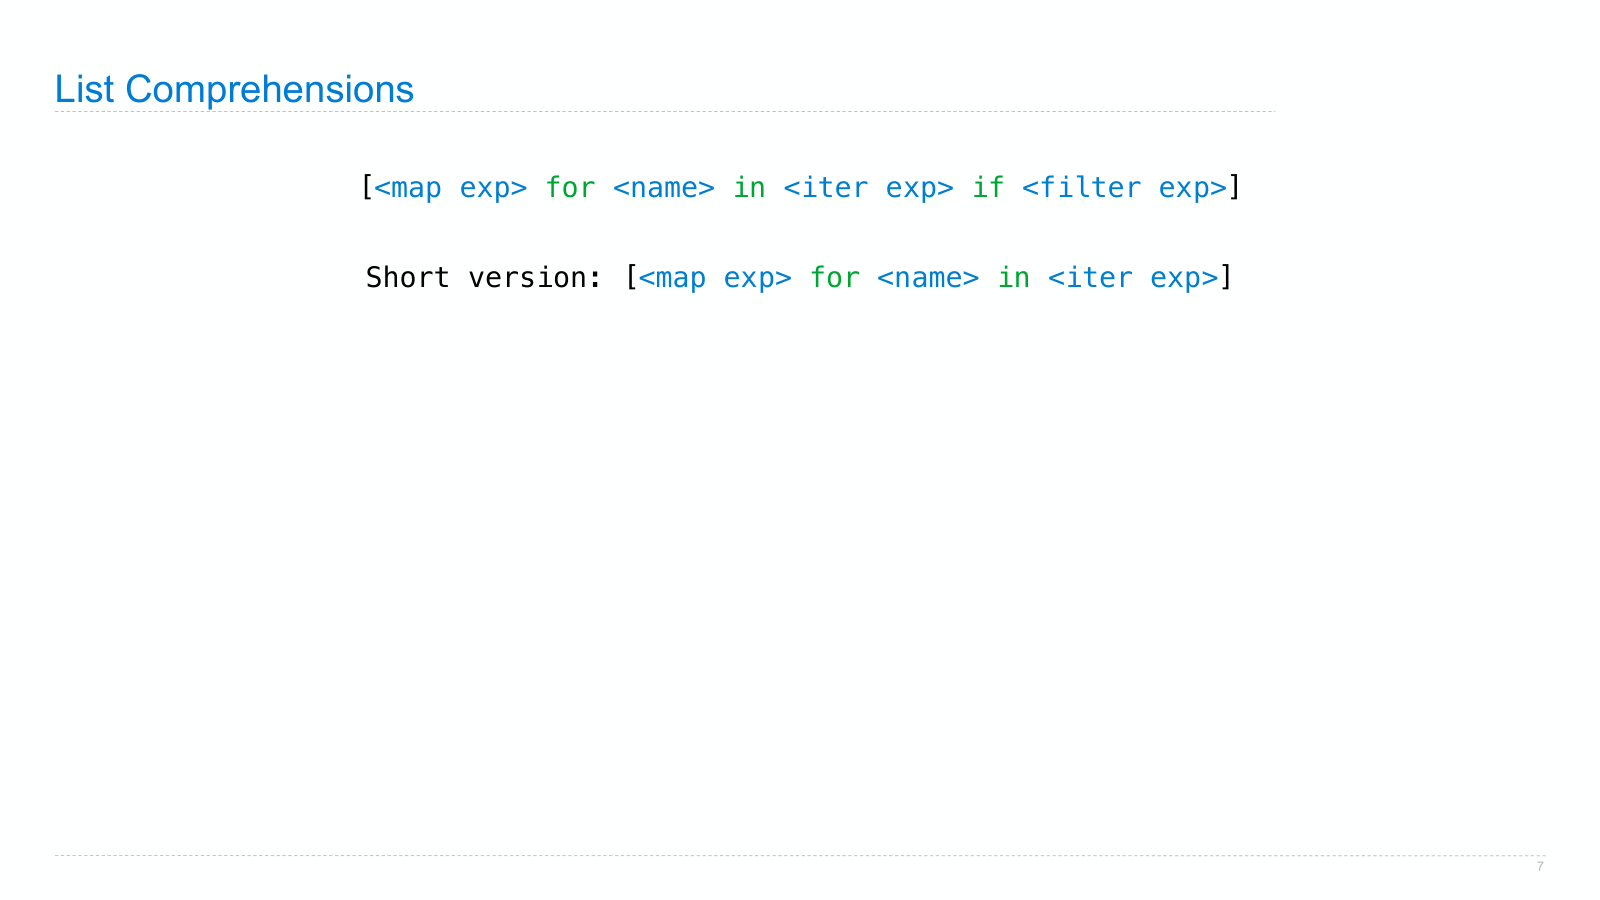 List Comprehensions
[<map exp> for <name> in <iter exp> if <filter exp>]
Short version: [<map exp> for <name> in <iter exp>]
7